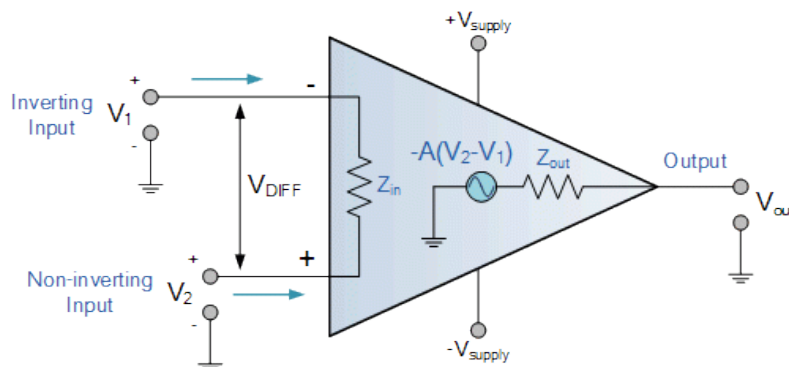 +Vsupply
Inverting
Input
+
V1
-
-
VDIFF
Zin
-A(V2-V1)
Zout
Output
Vou
Non-inverting
Input
+
V2
-
+
-Vsupply